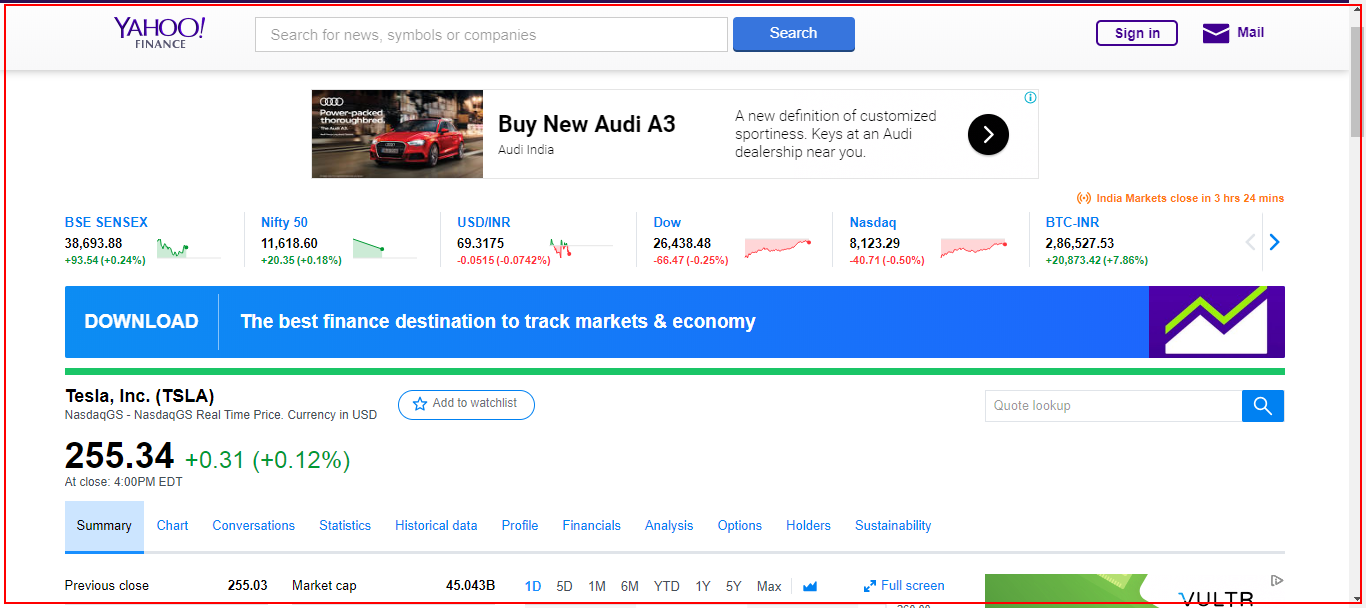 YAHOO!
FINANCE
Search for news, symbols or companies
Search
Sign in
Mail
Power-packed
thoroughbred.
The Audi A3.
Buy New Audi A3
Audi India
A new definition of customized
sportiness. Keys at an Audi
dealership near you.
India Markets close in 3 hrs 24 mins
BSE SENSEX
38,693.88
+93.54 (+0.24%)
Nifty 50
11,618.60
+20.35 (+0.18%)
USD/INR
69.3175
-0.0515 (-0.0742%)
Dow
26,438.48
-66.47 (-0.25%)
Nasdaq
8,123.29
-40.71 (-0.50%)
BTC-INR
2,86,527.53
+20,873.42 (+7.86%)
DOWNLOAD
The best finance destination to track markets & economy
Tesla, Inc. (TSLA)
NasdaqGS - NasdaqGS Real Time Price. Currency in USD
Add to watchlist
Quote lookup
255.34 +0.31 (+0.12%)
At close: 4:00PM EDT
Summary Chart Conversations Statistics Historical data Profile Financials Analysis Options Holders Sustainability
Previous close 255.03 Market cap 45.043B 1D 5D 1M 6M YTD 1Y 5Y Max Full screen
VULTR